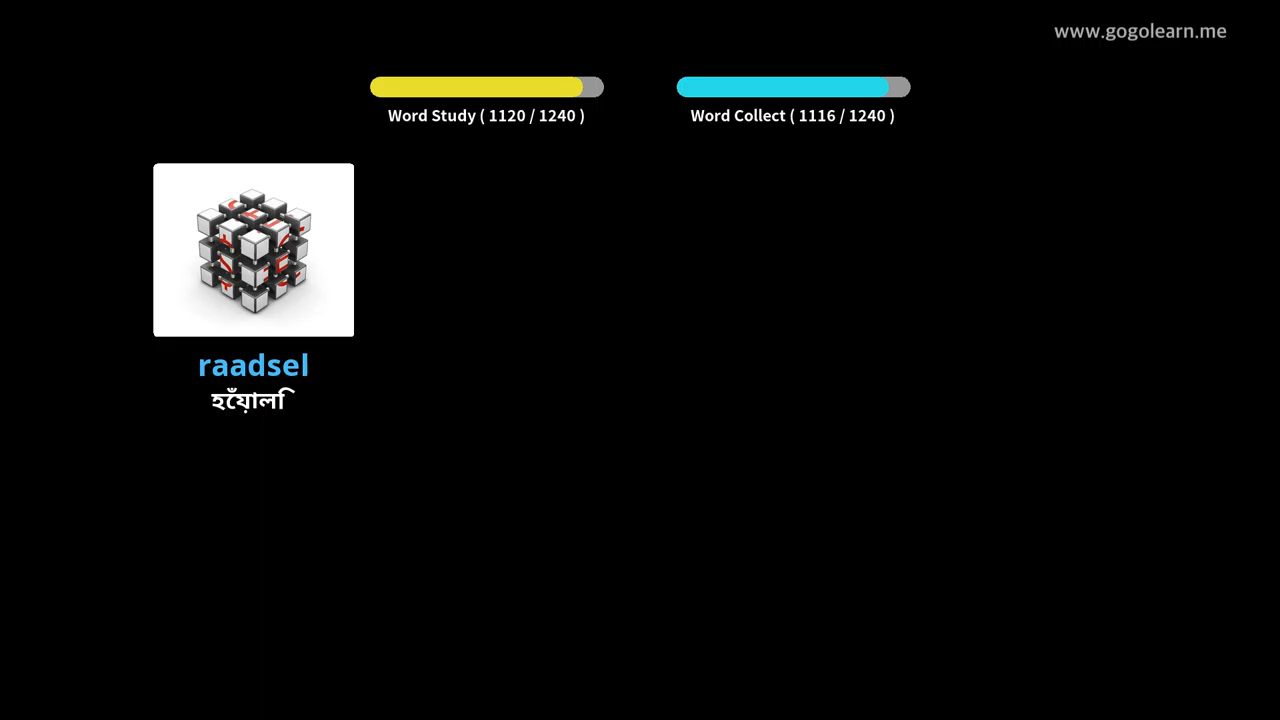 www.gogolearn.me
Word Study ( 1120 / 1240 )
Word Collect ( 1116 / 1240 )
raadsel
হেঁয়ালি